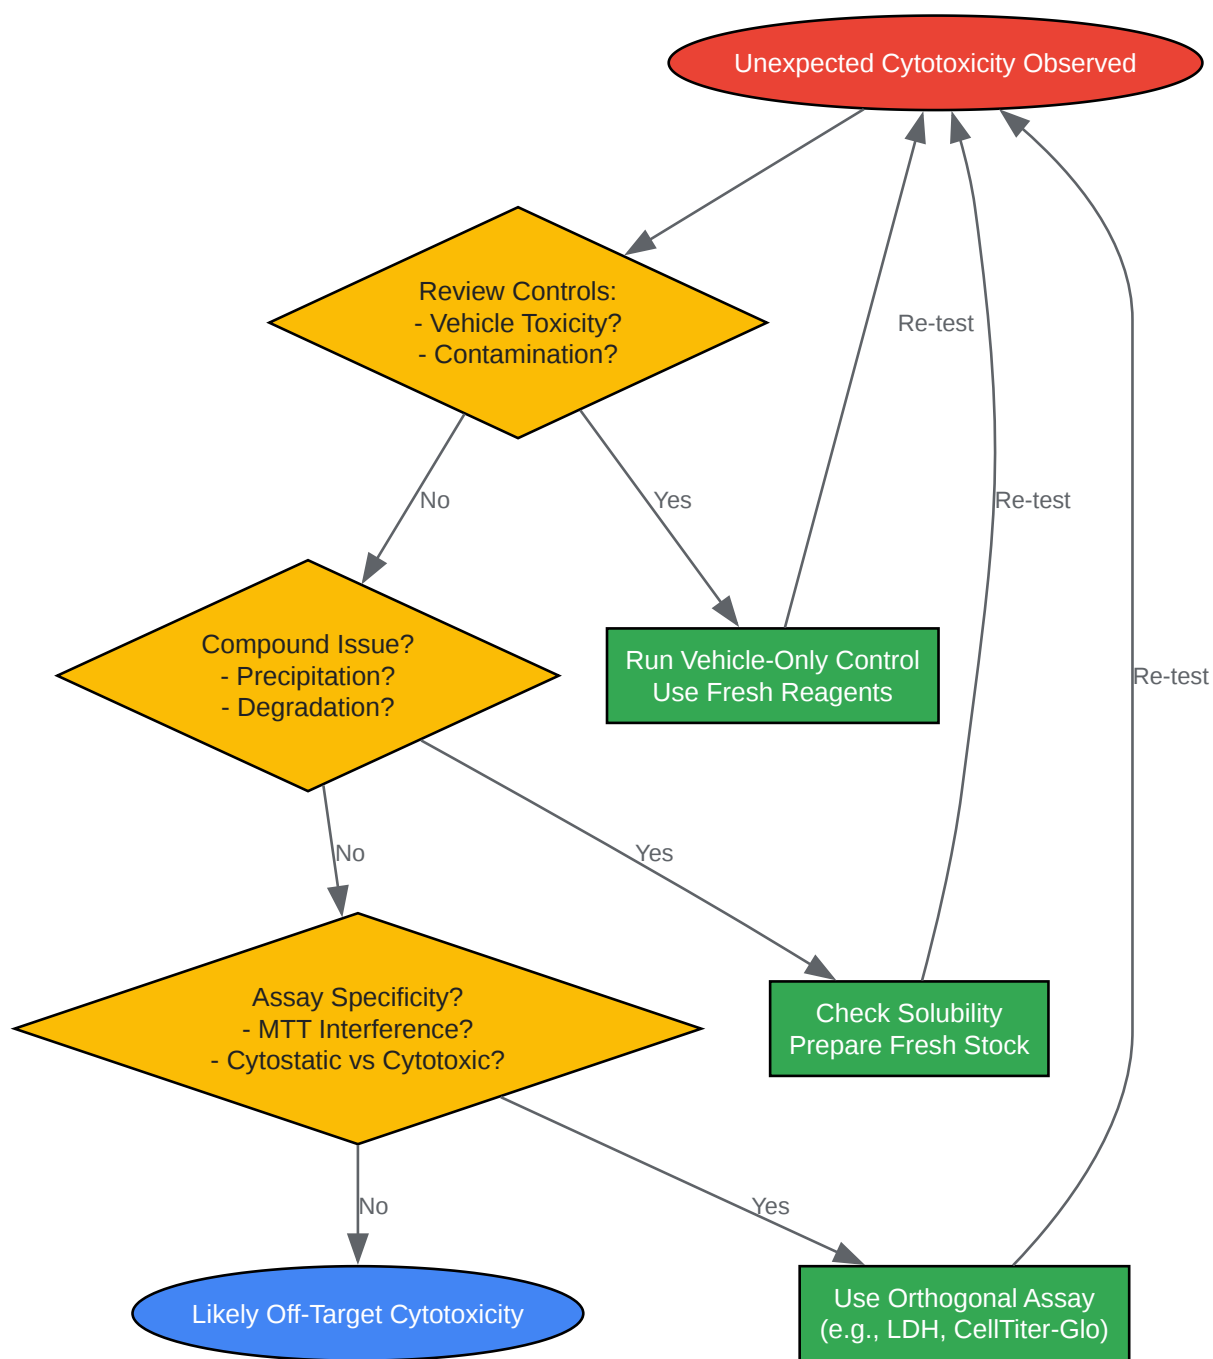 Unexpected Cytotoxicity Observed
Review Controls:
- Vehicle Toxicity?
- Contamination?
Re-test
No
Yes
Re-test
Compound Issue?
- Precipitation?
- Degradation?
Run Vehicle-Only Control
Use Fresh Reagents
Re-test
No
Yes
Assay Specificity?
- MTT Interference?
- Cytostatic vs Cytotoxic?
Check Solubility
Prepare Fresh Stock
No
Yes
Likely Off-Target Cytotoxicity
Use Orthogonal Assay
(e.g., LDH, CellTiter-Glo)